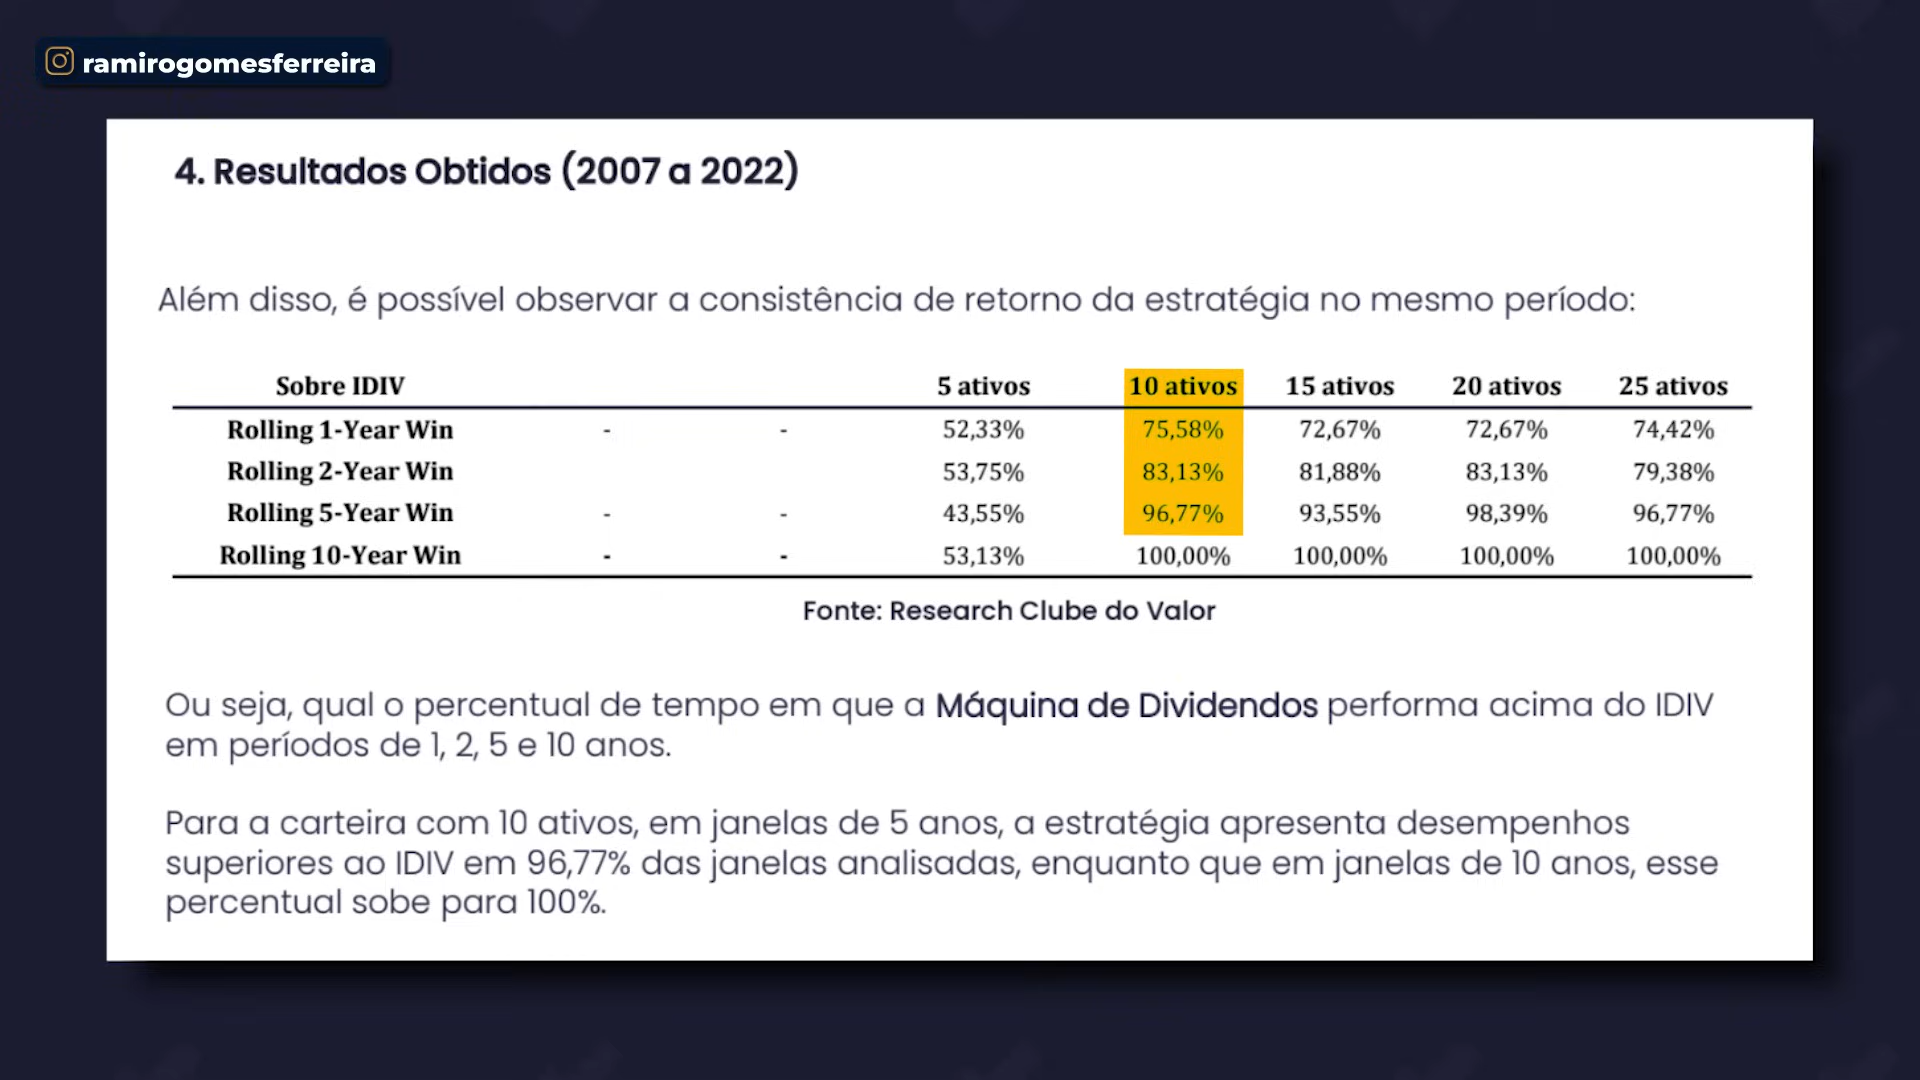 ramirogomesferreira
4. Resultados Obtidos (2007 a 2022)
Além disso, é possível observar a consistência de retorno da estratégia no mesmo período:
Sobre IDIV 5 ativos 10 ativos 15 ativos 20 ativos 25 ativos
Rolling 1-Year Win - - 52,33% 75,58% 72,67% 72,67% 74,42%
Rolling 2-Year Win 53,75% 83,13% 81,88% 83,13% 79,38%
Rolling 5-Year Win - - 43,55% 96,77% 93,55% 98,39% 96,77%
Rolling 10-Year Win - - 53,13% 100,00% 100,00% 100,00% 100,00%
Fonte: Research Clube do Valor
Ou seja, qual o percentual de tempo em que a Máquina de Dividendos performa acima do IDIV
em períodos de 1, 2, 5 e 10 anos.
Para a carteira com 10 ativos, em janelas de 5 anos, a estratégia apresenta desempenhos
superiores ao IDIV em 96,77% das janelas analisadas, enquanto que em janelas de 10 anos, esse
percentual sobe para 100%.